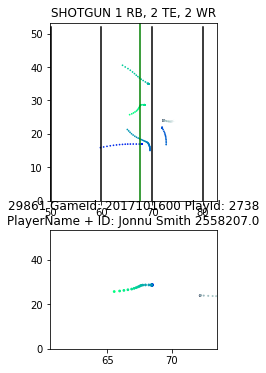 SHOTGUN 1 RB, 2 TE, 2 WR
50
40
30
20
10
0
50 60 70 80
29861 GameId: 2017101600 PlayId: 2738
PlayerName + ID: Jonnu Smith 2558207.0
40
20
0
65 70